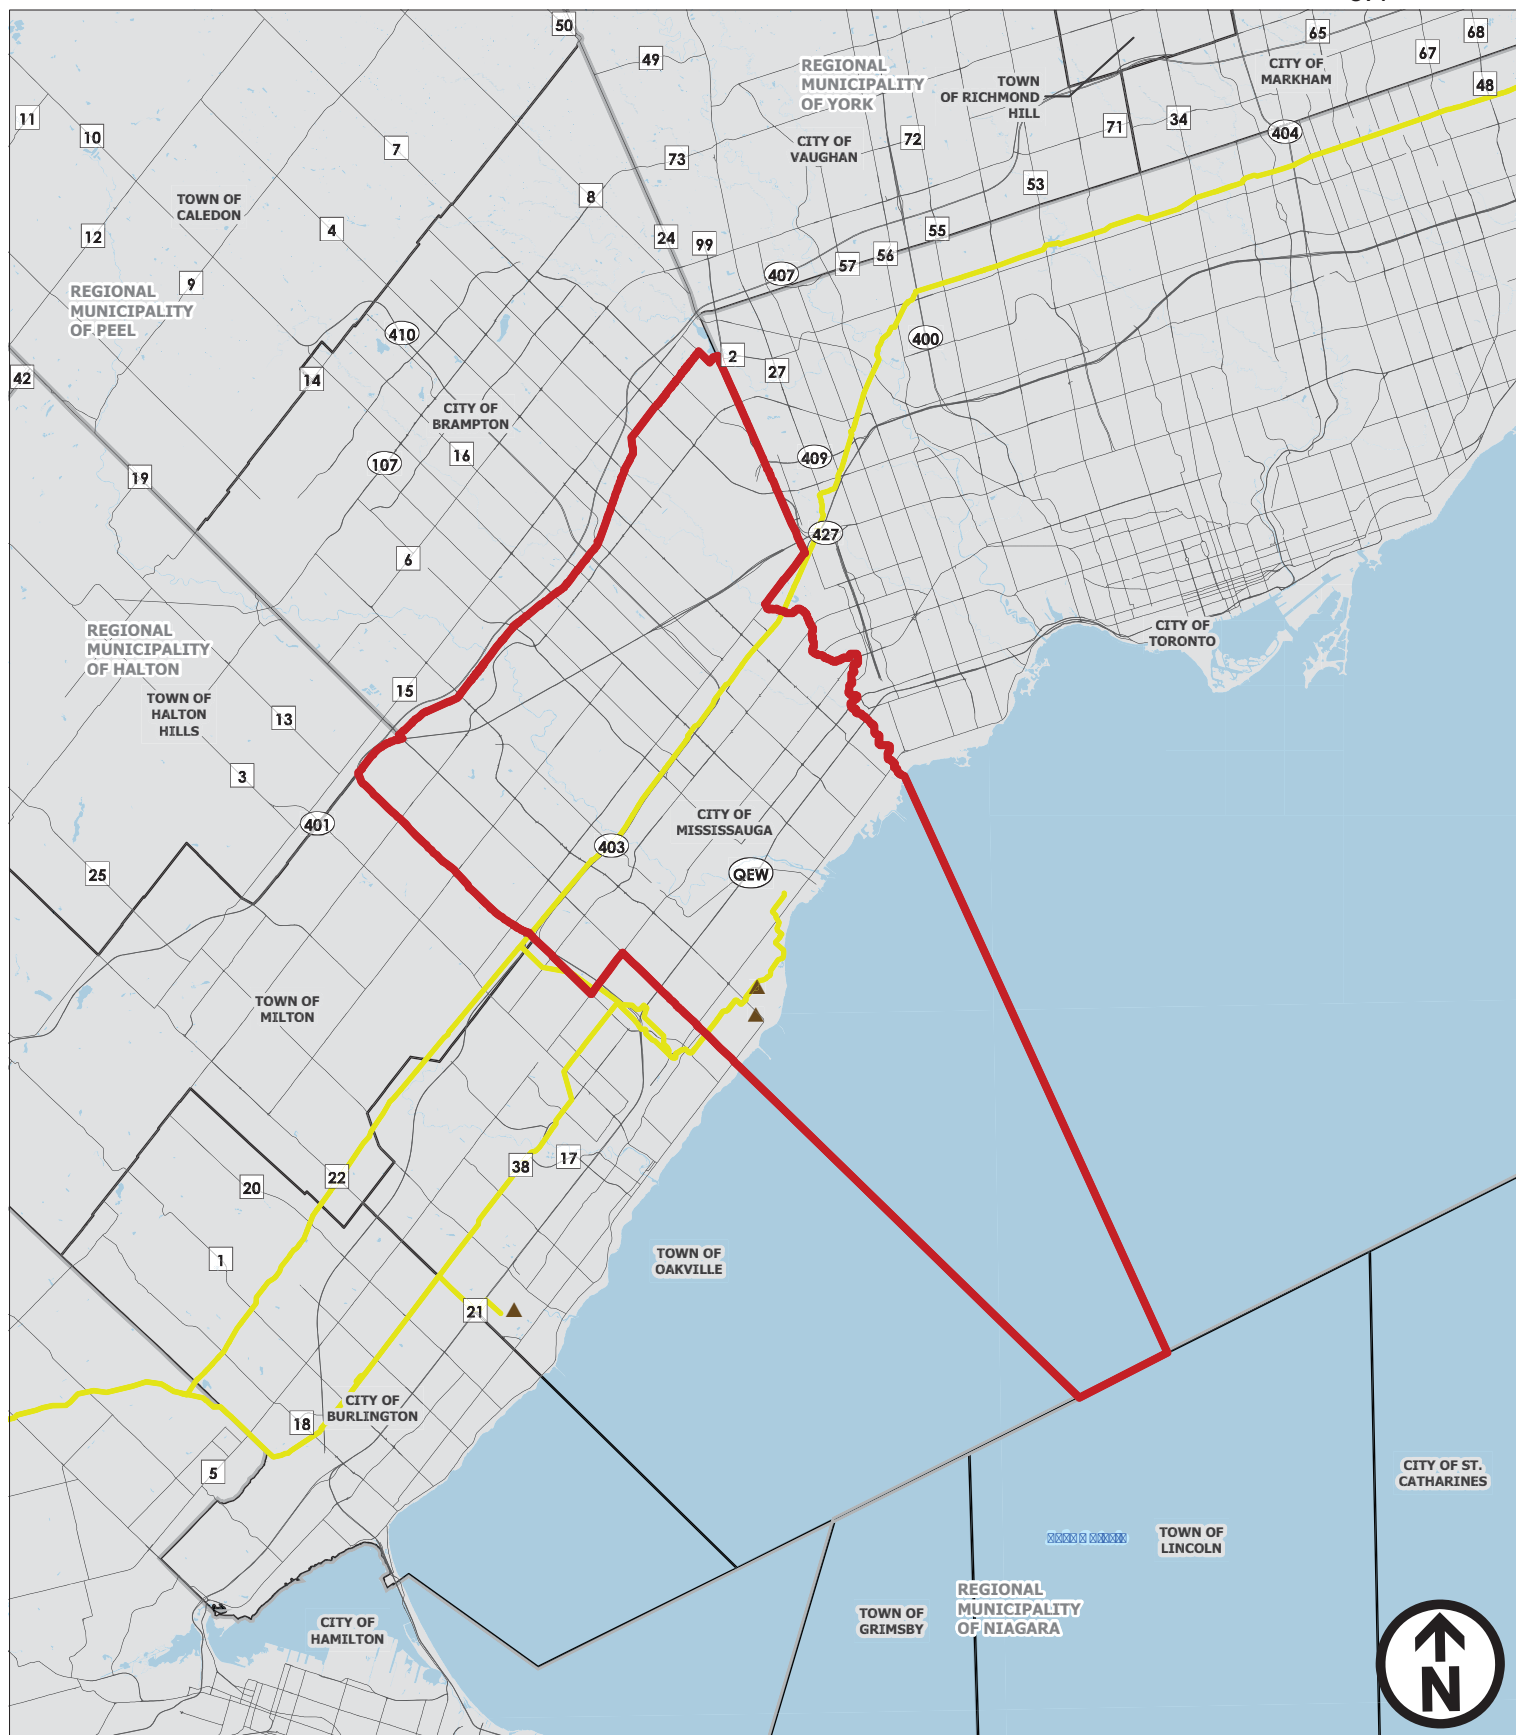 50
49
65
68
67
REGIONAL
MUNICIPALITY
OF YORK
CITY OF
MARKHAM
TOWN
OF RICHMOND
HILL
48
11
10
7
71
34
404
72
CITY OF
VAUGHAN
73
53
8
TOWN OF
CALEDON
4
12
24
99
55
56
57
407
9
REGIONAL
MUNICIPALITY
OF PEEL
410
400
2
27
42
14
CITY OF
BRAMPTON
16
107
409
19
427
6
REGIONAL
MUNICIPALITY
OF HALTON
CITY OF
TORONTO
15
TOWN OF
HALTON
HILLS
13
3
401
CITY OF
MISSISSAUGA
403
QEW
25
TOWN OF
MILTON
38
17
22
20
1
TOWN OF
OAKVILLE
21
CITY OF
BURLINGTON
18
5
CITY OF ST.
CATHARINES
TOWN OF
LINCOLN
REGIONAL
MUNICIPALITY
OF NIAGARA
TOWN OF
GRIMSBY
CITY OF
HAMILTON
N